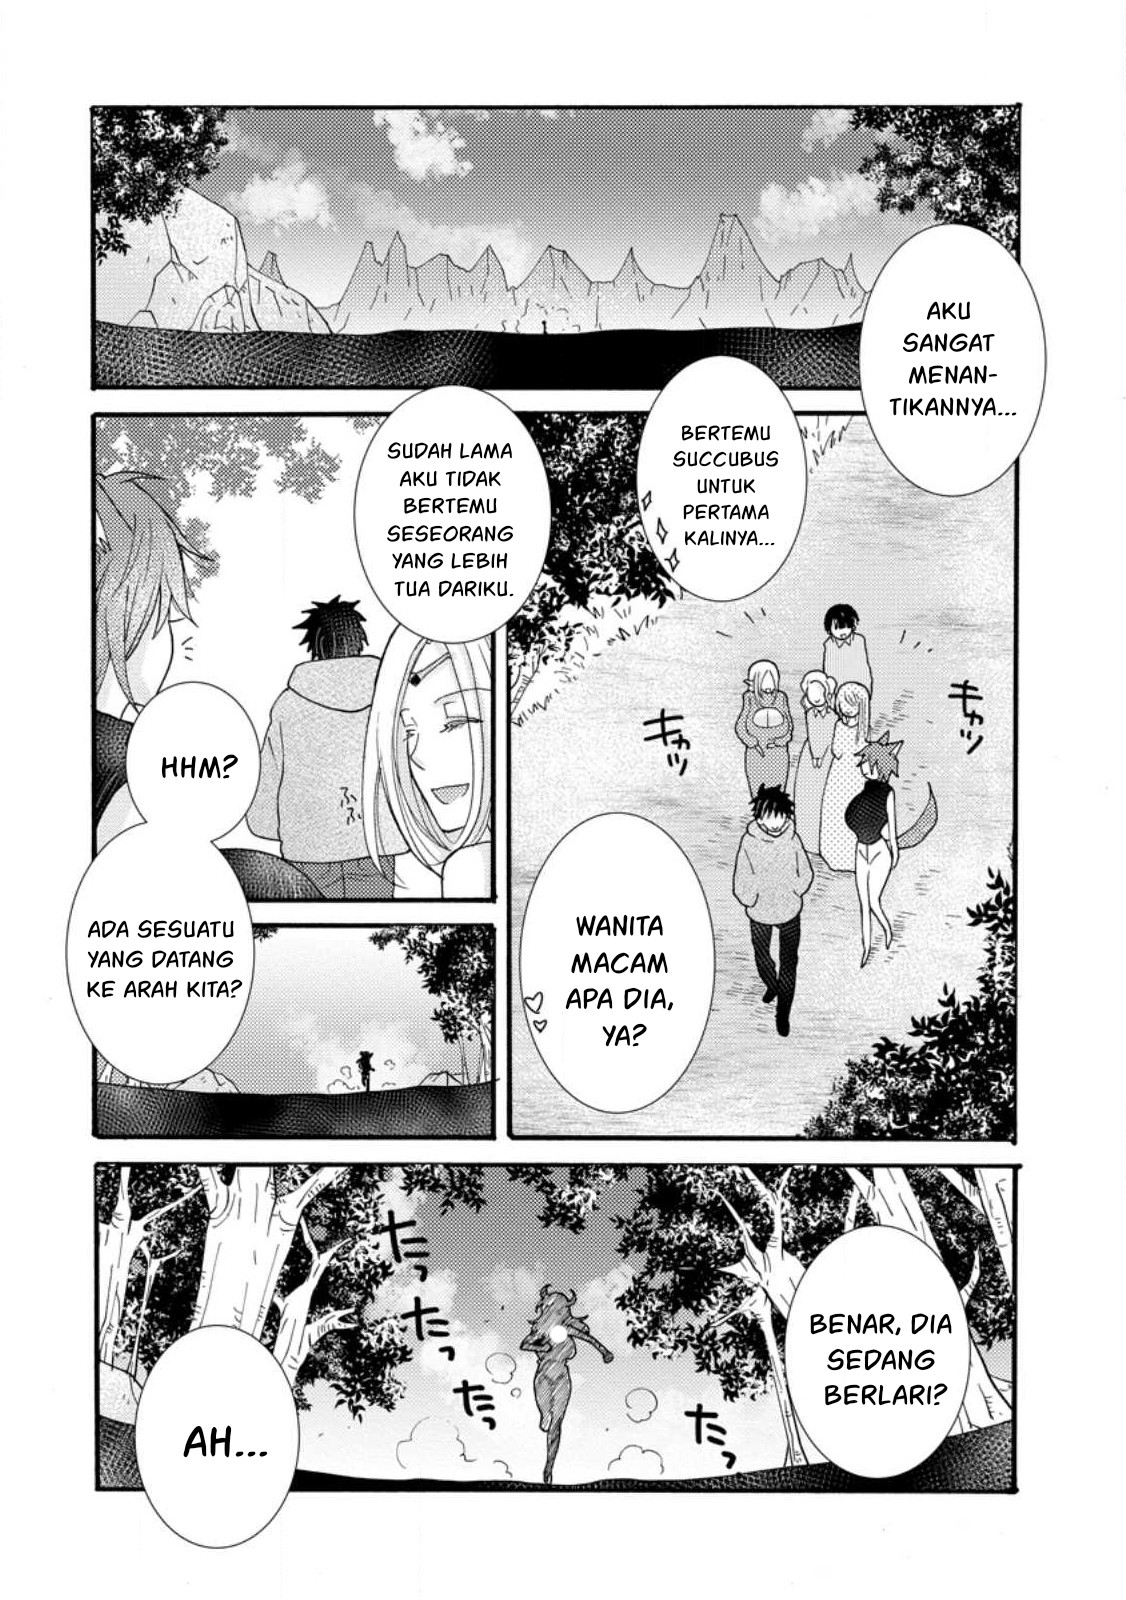 AKU
SANGAT
MENAN-
TIKANNYA...
BERTEMU
SUCCUBUS
UNTUK
PERTAMA
KALINYA...
キャッ
キャッ
WANITA
MACAM
APA DIA,
YA?
SUDAH LAMA
AKU TIDAK
BERTEMU
SESEORANG
YANG LEBIH
TUA DARIKU.
ふふ
HHM?
ADA SESUATU
YANG DATANG
KE ARAH KITA?
BENAR, DIA
SEDANG
BERLARI?
たっ
たっ
たっ
たっ
AH...